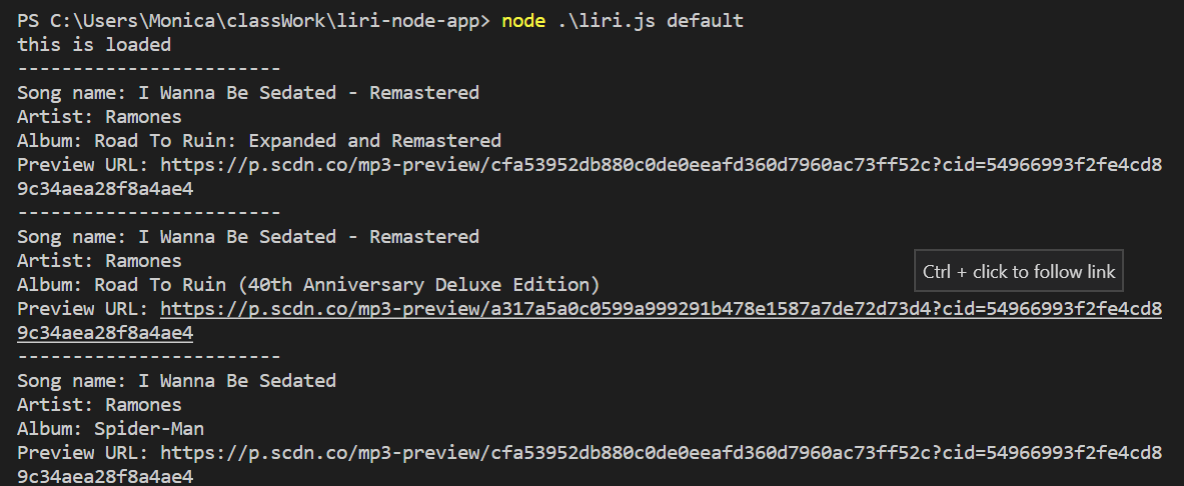 PS C:\Users\Monica\classWork\liri-node-app> node .\liri.js default
this is loaded
------------------------
Song name: I Wanna Be Sedated - Remastered
Artist: Ramones
Album: Road To Ruin: Expanded and Remastered
Preview URL: https://p.scdn.co/mp3-preview/cfa53952db880c0de0eeafd360d7960ac73ff52c?cid=54966993f2fe4cd8
9c34aea28f8a4ae4
------------------------
Song name: I Wanna Be Sedated - Remastered
Artist: Ramones
Ctrl + click to follow link
Album: Road To Ruin (40th Anniversary Deluxe Edition)
Preview URL: https://p.scdn.co/mp3-preview/a317a5a0c0599a999291b478e1587a7de72d73d4?cid=54966993f2fe4cd8
9c34aea28f8a4ae4
------------------------
Song name: I Wanna Be Sedated
Artist: Ramones
Album: Spider-Man
Preview URL: https://p.scdn.co/mp3-preview/cfa53952db880c0de0eeafd360d7960ac73ff52c?cid=54966993f2fe4cd8
9c34aea28f8a4ae4